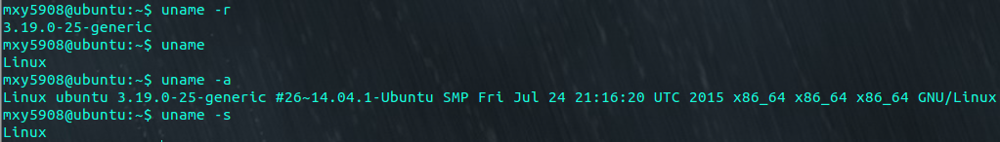 mxy5908@ubuntu:~$ uname -r
3.19.0-25-generic
mxy5908@ubuntu:~$ uname
Linux
mxy5908@ubuntu:~$ uname -a
Linux ubuntu 3.19.0-25-generic #26~14.04.1-Ubuntu SMP Fri Jul 24 21:16:20 UTC 2015 x86_64 x86_64 x86_64 GNU/Linux
mxy5908@ubuntu:~$ uname -s
Linux